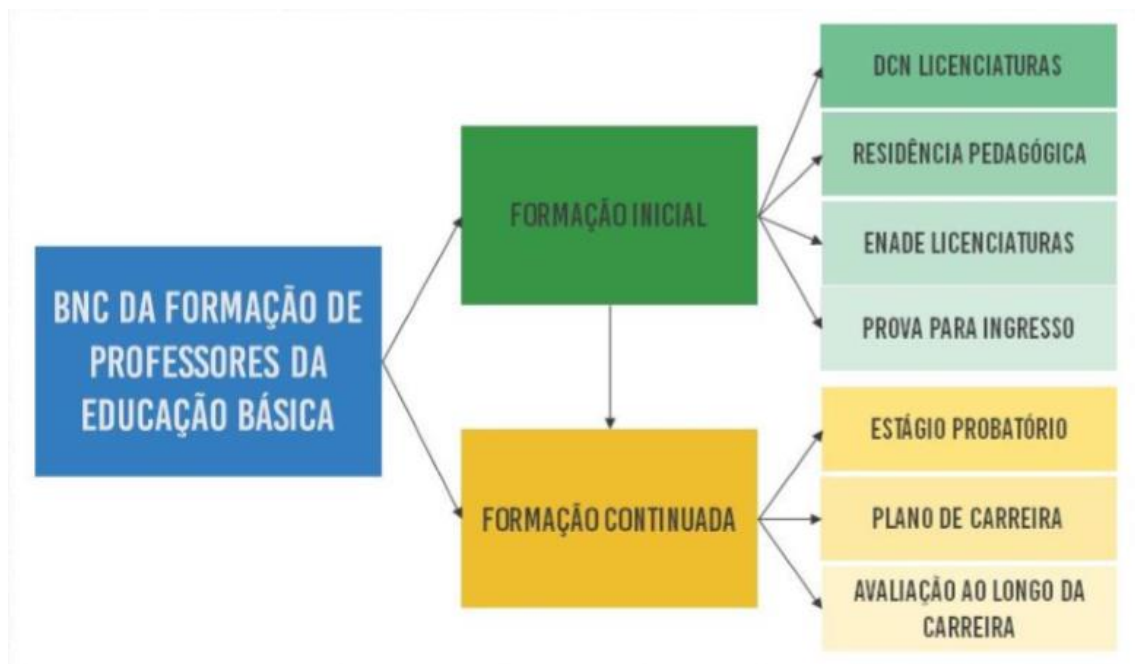 BNC DA FORMAÇÃO DE
PROFESSORES DA
EDUCAÇÃO BÁSICA
FORMAÇÃO INICIAL
DCN LICENCIATURAS
RESIDÊNCIA PEDAGÓGICA
ENADE LICENCIATURAS
PROVA PARA INGRESSO
FORMAÇÃO CONTINUADA
ESTÁGIO PROBATÓRIO
PLANO DE CARREIRA
AVALIAÇÃO AO LONGO DA
CARREIRA